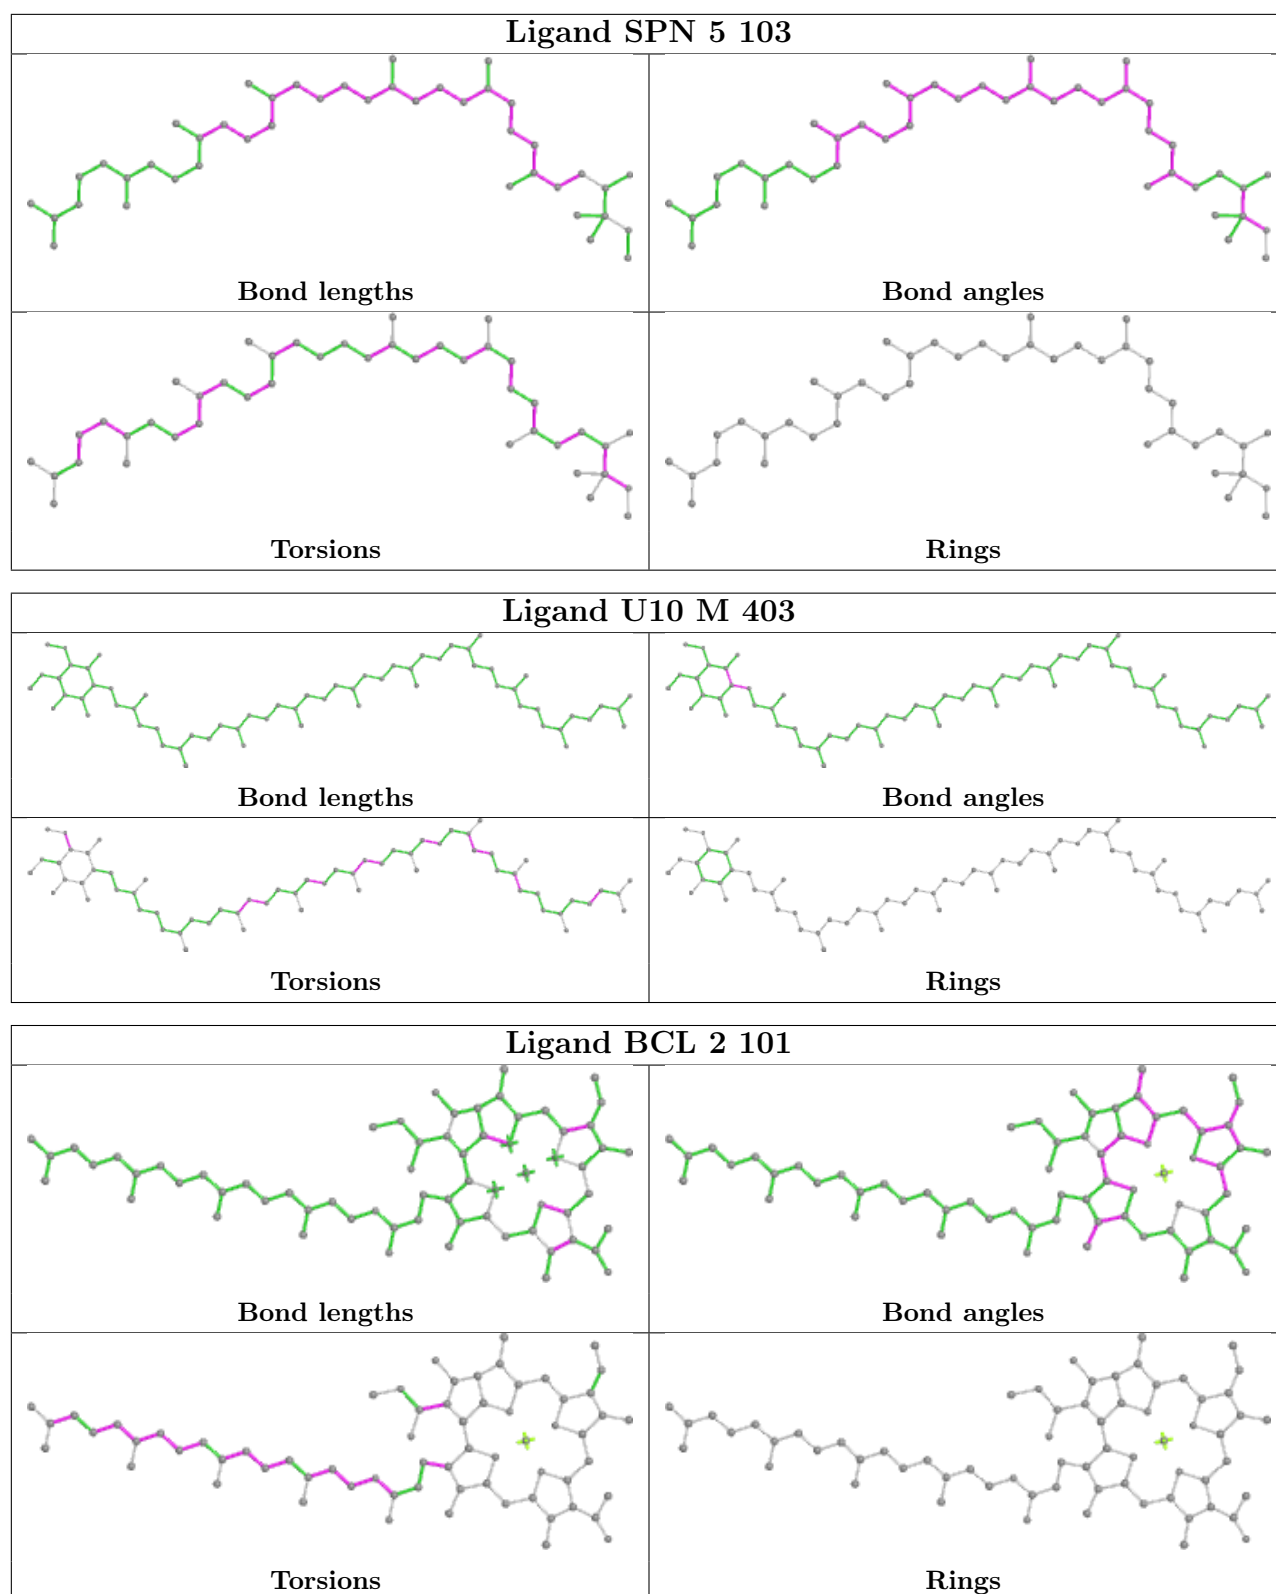 Ligand SPN 5 103
Bond lengths
Bond angles
Torsions
Rings
Ligand U10 M 403
Bond lengths
Bond angles
Torsions
Rings
Ligand BCL 2 101
Bond lengths
Bond angles
Torsions
Rings